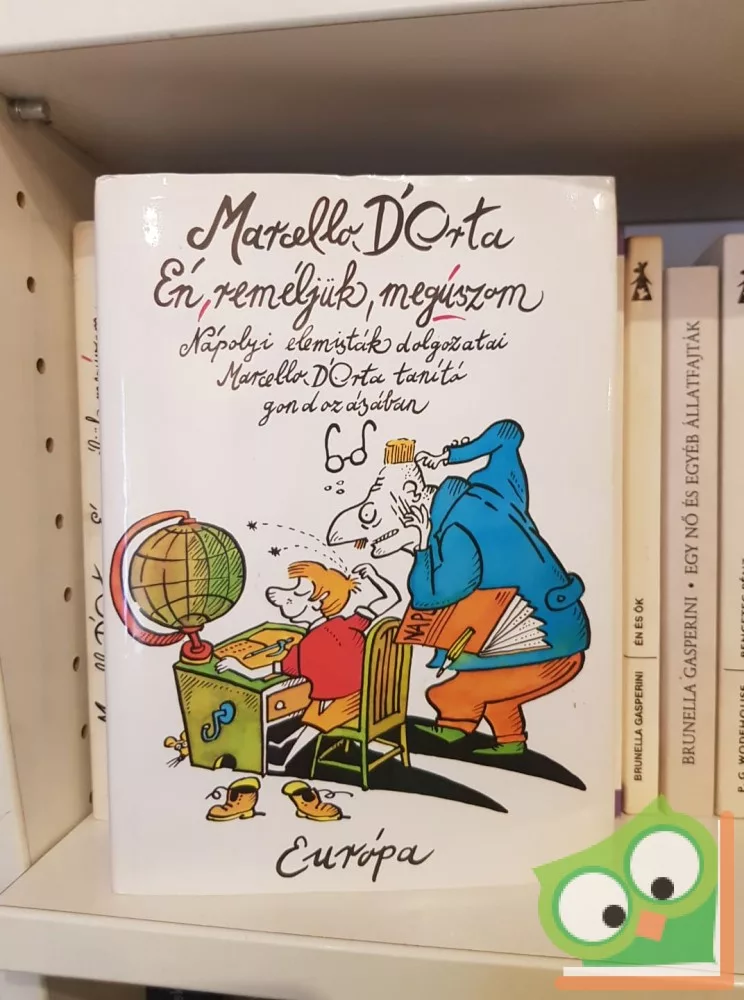 Marcello D'Orta
Én, reméljük, megúszom
Nápolyi elemisták dolgozatai
Marcello D'Orta tanító
gondozásában
NAP
Európa
BRUNELLA GASPERINI
ÉN ÉS ŐK
BRUNELLA GASPERINI • EGY NŐ ÉS EGYÉB ÁLLATFAJTÁK
P. G. WODEHOUSE